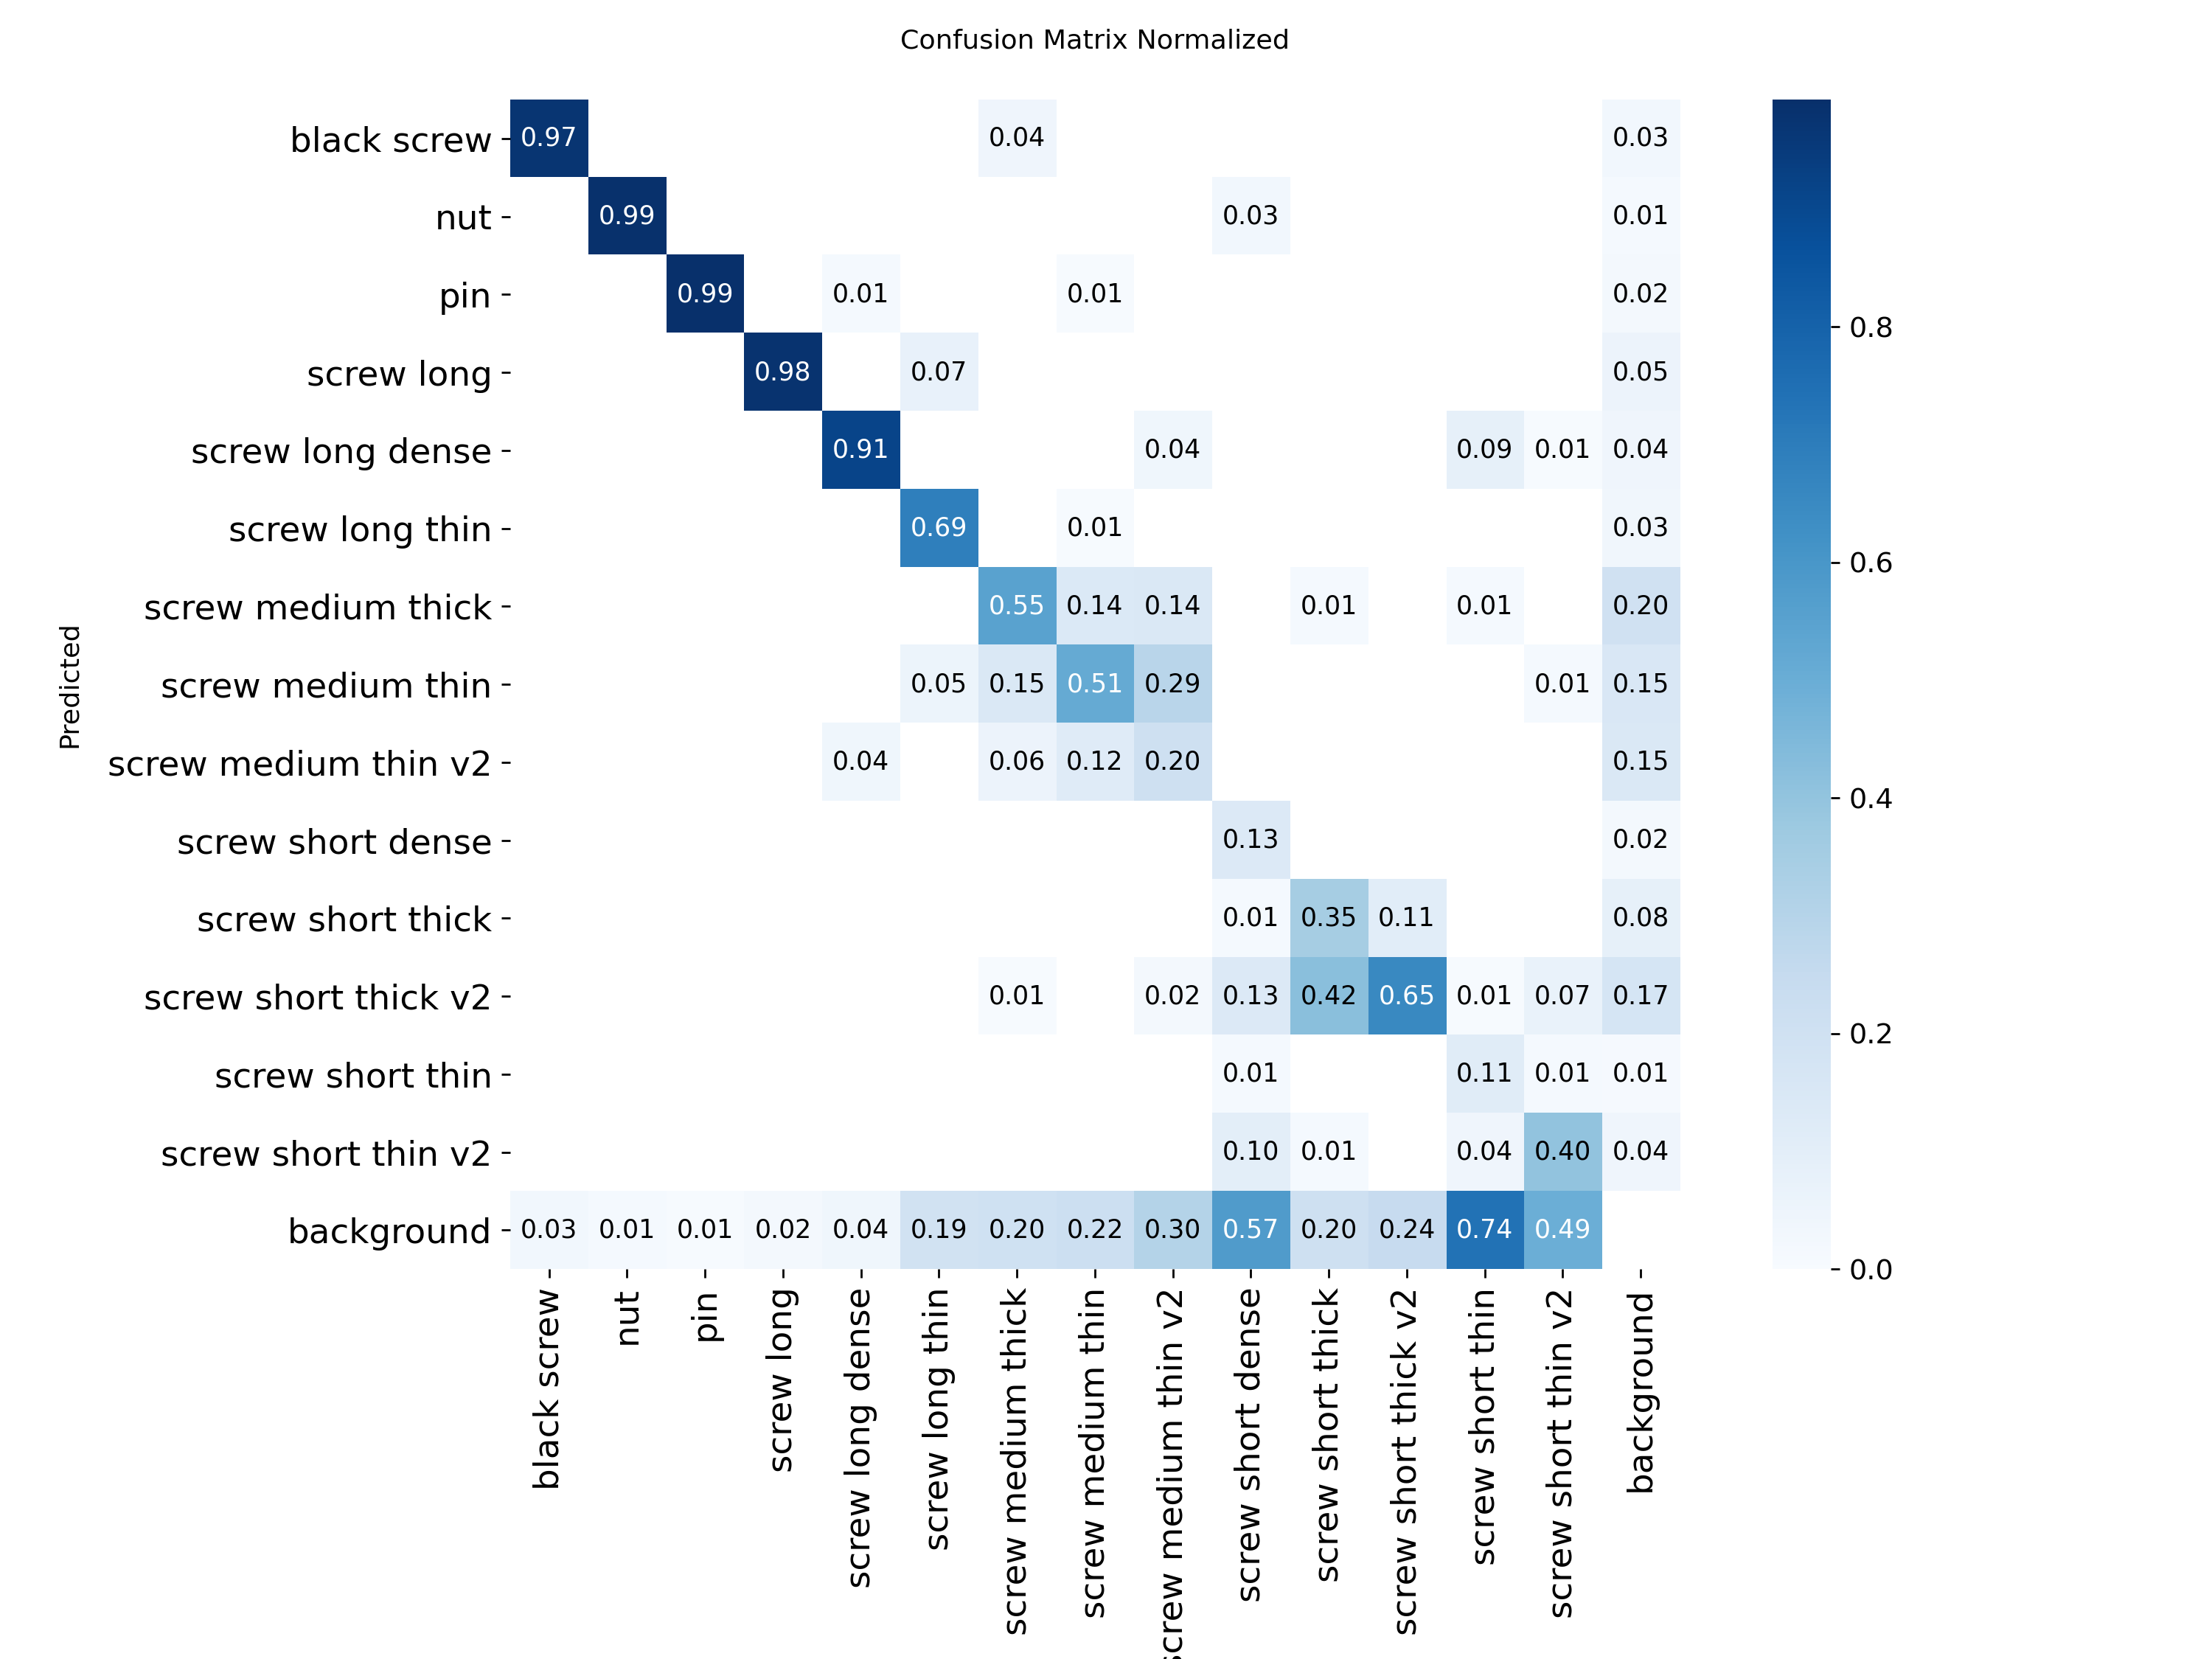 Confusion Matrix Normalized
black screw 0.97 0.04 0.03
nut 0.99 0.03 0.01
pin 0.99 0.01 0.01 0.02
screw long 0.98 0.07 0.05
screw long dense 0.91 0.04 0.09 0.01 0.04
screw long thin 0.69 0.01 0.03
screw medium thick 0.55 0.14 0.14 0.01 0.01 0.20
screw medium thin 0.05 0.15 0.51 0.29 0.01 0.15
screw medium thin v2 0.04 0.06 0.12 0.20 0.15
screw short dense 0.13 0.02
screw short thick 0.01 0.35 0.11 0.08
screw short thick v2 0.01 0.02 0.13 0.42 0.65 0.01 0.07 0.17
screw short thin 0.01 0.11 0.01 0.01
screw short thin v2 0.10 0.01 0.04 0.40 0.04
background 0.03 0.01 0.01 0.02 0.04 0.19 0.20 0.22 0.30 0.57 0.20 0.24 0.74 0.49
Predicted
black screw
nut
pin
screw long
screw long dense
screw long thin
screw medium thick
screw medium thin
screw medium thin v2
screw short dense
screw short thick
screw short thick v2
screw short thin
screw short thin v2
background
0.8
0.6
0.4
0.2
0.0